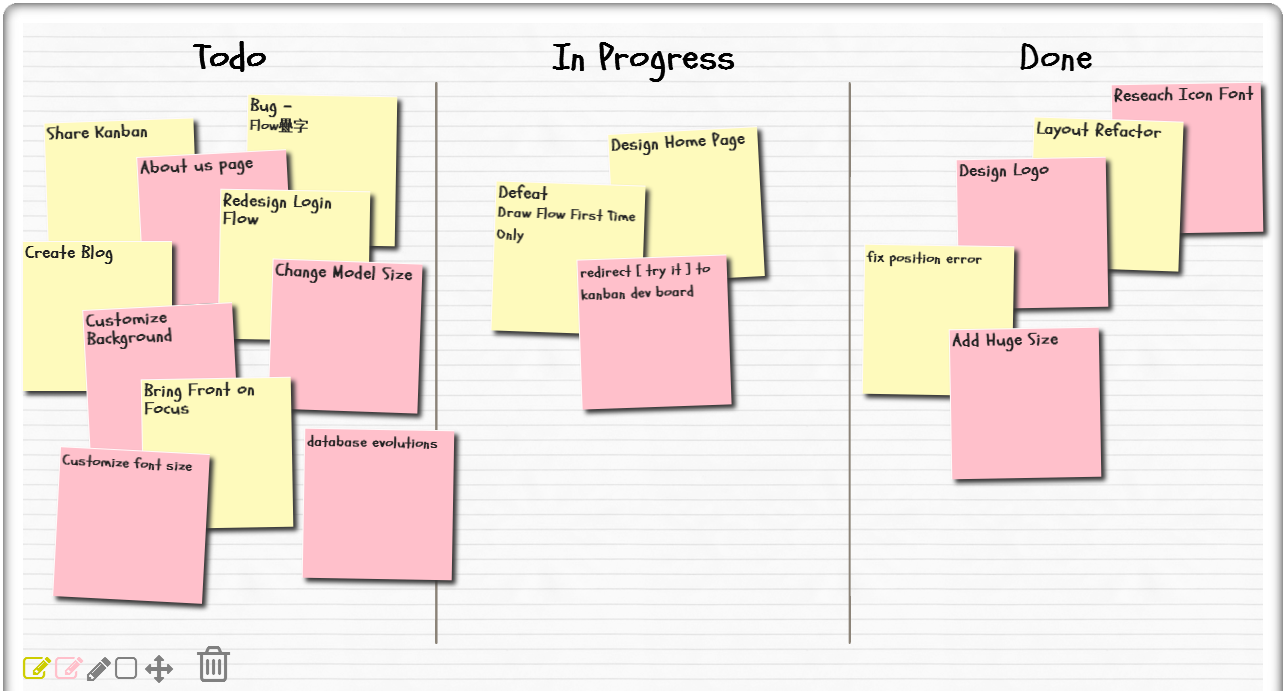 Todo
Share Kanban
Bug -
Flow疊字
About us page
Redesign Login
Flow
Create Blog
Change Model Size
Customize
Background
Bring Front on
Focus
database evolutions
Customize font size
In Progress
Design Home Page
Defeat
Draw Flow First Time
Only
redirect [ try it ] to
kanban dev board
Done
Reseach Icon Font
Layout Refactor
Design Logo
fix position error
Add Huge Size